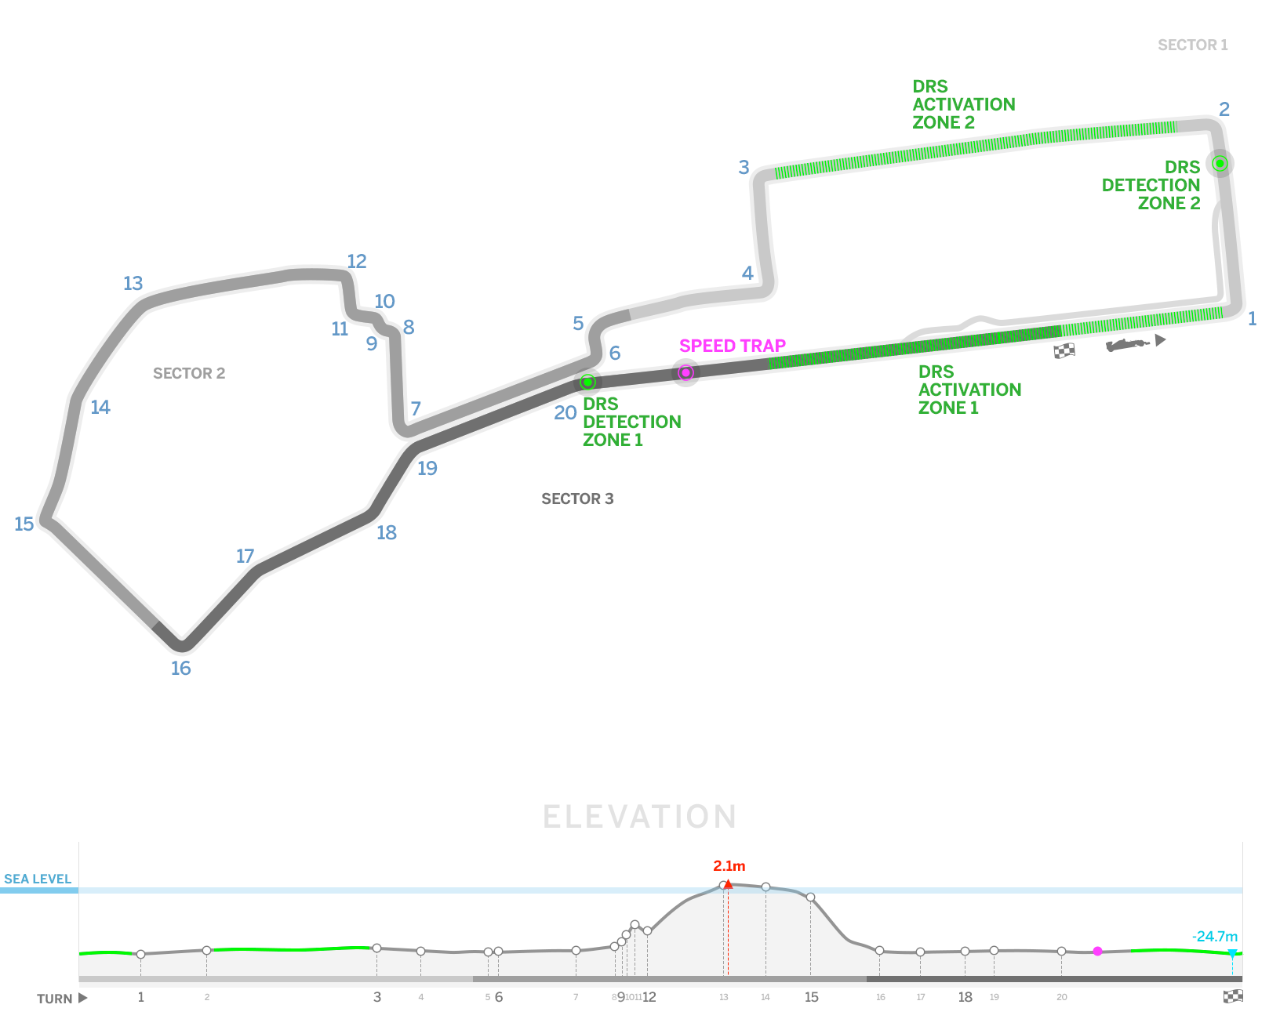 SECTOR 1
DRS
ACTIVATION
ZONE 2
2
3
DRS
DETECTION
ZONE 2
12
4
13
10
5
11
8
1
9
6
SPEED TRAP
SECTOR 2
DRS
ACTIVATION
ZONE 1
14
7
20
DRS
DETECTION
ZONE 1
19
SECTOR 3
15
18
17
16
ELEVATION
2.1m
SEA LEVEL
-24.7m
TURN 1 2 3 4 5 6 7 8 9 10 11 12 13 14 15 16 17 18 19 20